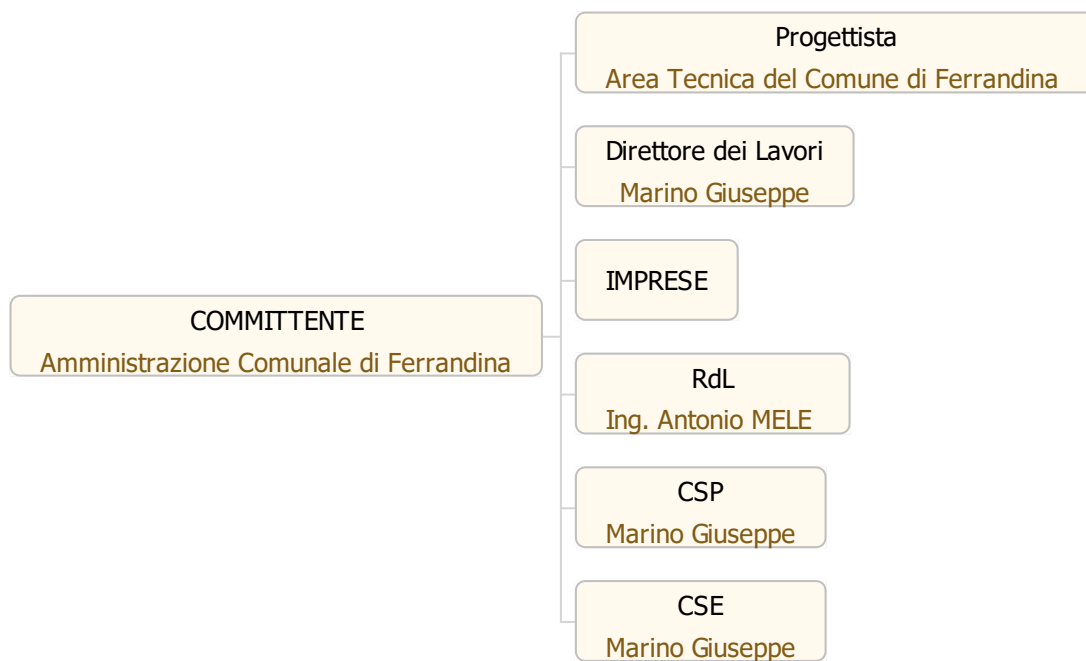 Progettista
Area Tecnica del Comune di Ferrandina
Direttore dei Lavori
Marino Giuseppe
IMPRESE
COMMITTENTE
Amministrazione Comunale di Ferrandina
RdL
Ing. Antonio MELE
CSP
Marino Giuseppe
CSE
Marino Giuseppe